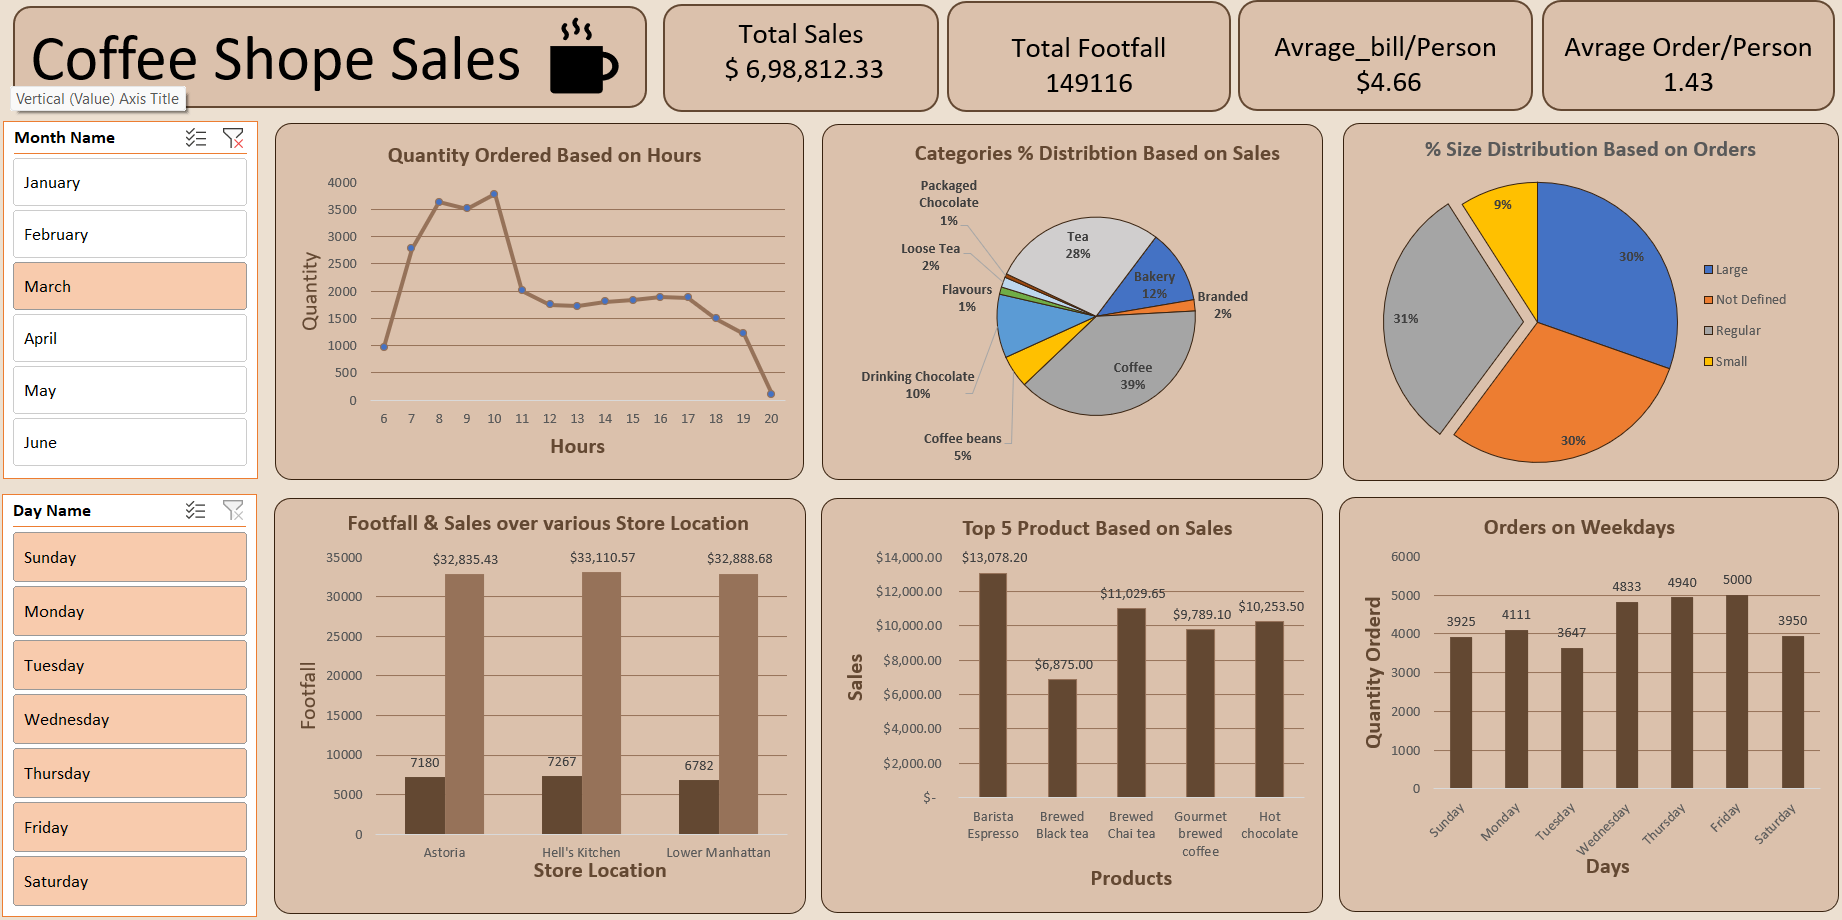 Coffee Shope Sales
Vertical (Value) Axis Title
Total Sales
$ 6,98,812.33
Total Footfall
149116
Avrage_bill/Person
$4.66
Avrage Order/Person
1.43
Month Name
January
February
March
April
May
June
Day Name
Sunday
Monday
Tuesday
Wednesday
Thursday
Friday
Saturday
Quantity Ordered Based on Hours
Quantity
4000
3500
3000
2500
2000
1500
1000
500
0
6 7 8 9 10 11 12 13 14 15 16 17 18 19 20
Hours
Categories % Distribtion Based on Sales
Packaged
Chocolate
1%
Loose Tea
2%
Flavours
1%
Drinking Chocolate
10%
Coffee beans
5%
Tea
28%
Bakery
12%
Branded
2%
Coffee
39%
% Size Distribution Based on Orders
9%
30%
31%
30%
Large
Not Defined
Regular
Small
Footfall & Sales over various Store Location
Footfall
35000
30000
25000
20000
15000
10000
5000
0
$32,835.43
$33,110.57
$32,888.68
7180
7267
6782
Astoria
Hell's Kitchen
Lower Manhattan
Store Location
Top 5 Product Based on Sales
Sales
$14,000.00
$12,000.00
$10,000.00
$8,000.00
$6,000.00
$4,000.00
$2,000.00
$-
$13,078.20
$6,875.00
$11,029.65
$9,789.10
$10,253.50
Barista
Espresso
Brewed
Black tea
Brewed
Chai tea
Gourmet
brewed
coffee
Hot
chocolate
Products
Orders on Weekdays
Quantity Orderd
6000
5000
4000
3000
2000
1000
0
3925
4111
3647
4833
4940
5000
3950
Sunday
Monday
Tuesday
Wednesday
Thursday
Friday
Saturday
Days